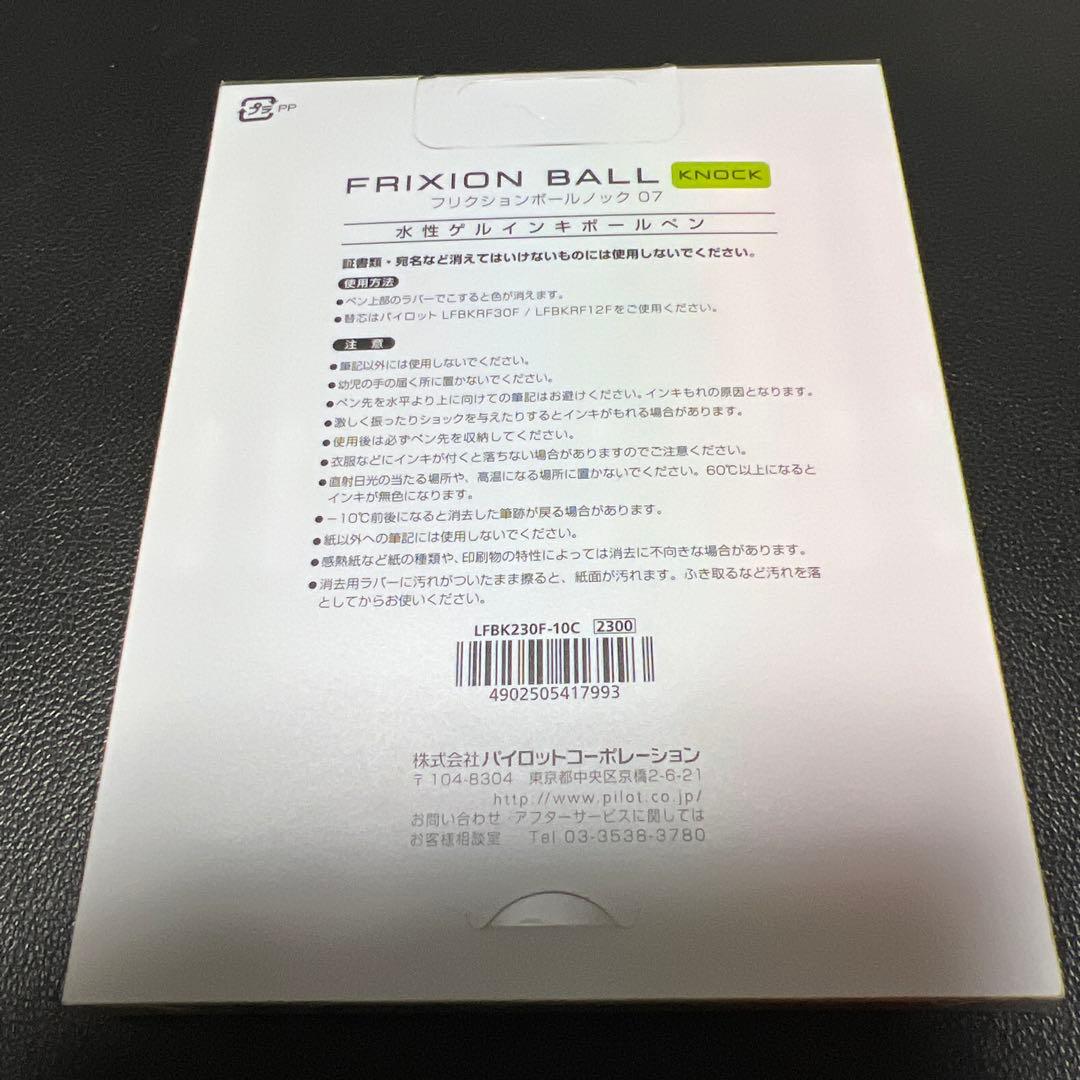 プラ PP
FRIXION BALL KNOCK
フリクションボールノック 07
水性ゲルインキボールペン
証書類・宛名など消えてはいけないものには使用しないでください。
使用方法
●ペン上部のラバーでこすると色が消えます。
●替芯はパイロット LFBKRF30F / LFBKRF12Fをご使用ください。
注意
●筆記以外には使用しないでください。
●幼児の手の届く所に置かないでください。
●ペン先を水平より上に向けての筆記はお避けください。インキもれの原因となります。
●激しく振ったりショックを与えたりするとインキがもれる場合があります。
●使用後は必ずペン先を収納してください。
●衣服などにインキが付くと落ちない場合がありますのでご注意ください。
●直射日光の当たる場所や、高温になる場所に置かないでください。60℃以上になると
インキが無色になります。
●−10℃前後になると消去した筆跡が戻る場合があります。
●紙以外への筆記には使用しないでください。
●感熱紙など紙の種類や、印刷物の特性によっては消去に不向きな場合があります。
●消去用ラバーに汚れがついたまま擦ると、紙面が汚れます。ふき取るなど汚れを落
としてからお使いください。
LFBK230F-10C 2300
4902505417993
株式会社パイロットコーポレーション
〒104-8304 東京都中央区京橋2-6-21
http://www.pilot.co.jp/
お問い合わせ アフターサービスに関しては
お客様相談室 Tel 03-3538-3780